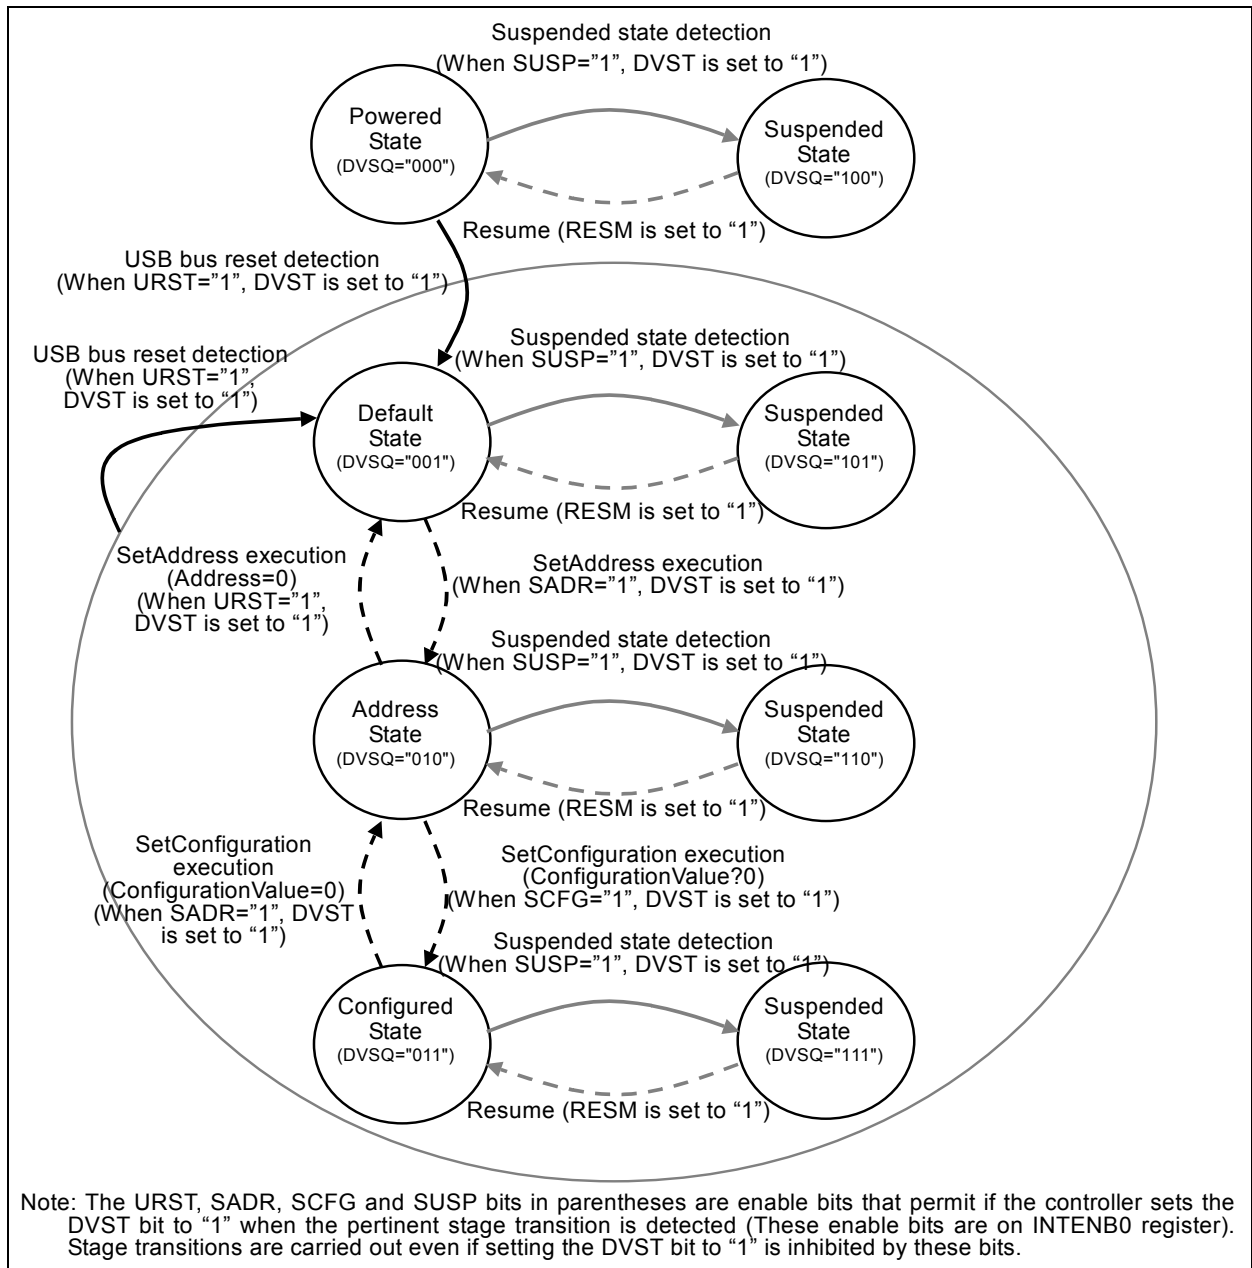 Suspended state detection
(When SUSP=”1”, DVST is set to “1”)
Powered
State
(DVSQ="000")
Suspended
State
(DVSQ="100")
Resume (RESM is set to “1”)
USB bus reset detection
(When URST=”1”, DVST is set to “1”)
USB bus reset detection
(When URST=”1”,
DVST is set to “1”)
Suspended state detection
(When SUSP=”1”, DVST is set to “1”)
Default
State
(DVSQ="001")
Suspended
State
(DVSQ="101")
Resume (RESM is set to “1”)
SetAddress execution
(Address=0)
(When URST=”1”,
DVST is set to “1”)
SetAddress execution
(When SADR=”1”, DVST is set to “1”)
Suspended state detection
(When SUSP=”1”, DVST is set to “1”)
Address
State
(DVSQ="010")
Suspended
State
(DVSQ="110")
Resume (RESM is set to “1”)
SetConfiguration
execution
(ConfigurationValue=0)
(When SADR=”1”, DVST
is set to “1”)
SetConfiguration execution
(ConfigurationValue?0)
(When SCFG=”1”, DVST is set to “1”)
Suspended state detection
(When SUSP=”1”, DVST is set to “1”)
Configured
State
(DVSQ="011")
Suspended
State
(DVSQ="111")
Resume (RESM is set to “1”)
Note: The URST, SADR, SCFG and SUSP bits in parentheses are enable bits that permit if the controller sets the
DVST bit to “1” when the pertinent stage transition is detected (These enable bits are on INTENB0 register).
Stage transitions are carried out even if setting the DVST bit to “1” is inhibited by these bits.